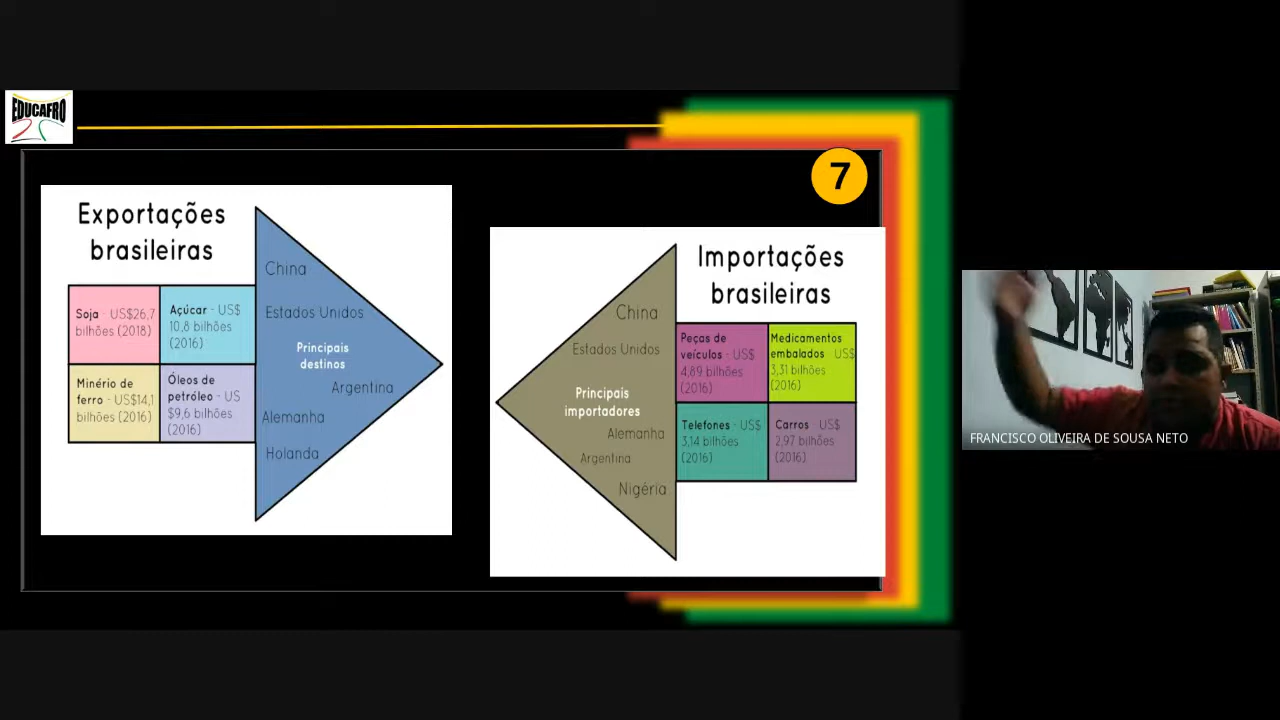 EDUCAFRO
7
Exportações
brasileiras
Soja - US$26,7
bilhões (2018)
Açúcar - US$
10,8 bilhões
(2016)
Minério de
ferro - US$14,1
bilhões (2016)
Óleos de
petróleo - US
$9,6 bilhões
(2016)
China
Estados Unidos
Principais
destinos
Argentina
Alemanha
Holanda
Importações
brasileiras
China
Estados Unidos
Principais
importadores
Alemanha
Argentina
Nigéria
Peças de
veículos - US$
4,89 bilhões
(2016)
Medicamentos
embalados - US$
3,31 bilhões
(2016)
Telefones - US$
3,14 bilhões
(2016)
Carros - US$
2,97 bilhões
(2016)
FRANCISCO OLIVEIRA DE SOUSA NETO